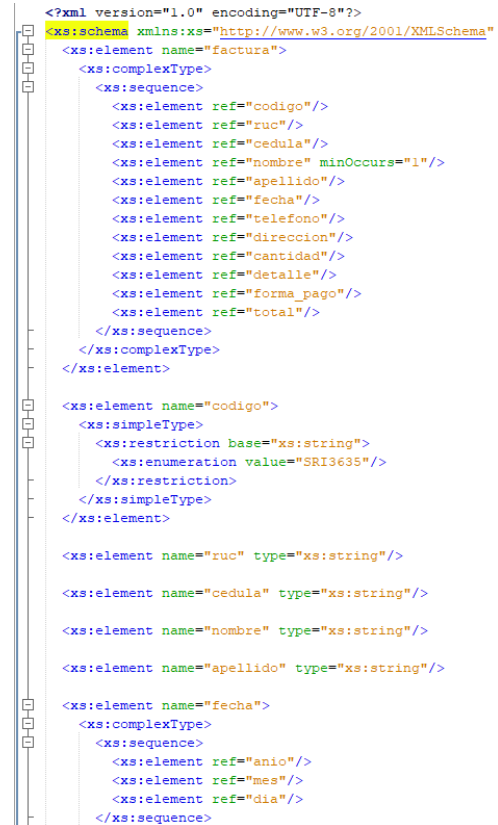 <?xml version="1.0" encoding="UTF-8"?>
<xs:schema xmlns:xs="http://www.w3.org/2001/XMLSchema"
<xs:element name="factura">
<xs:complexType>
<xs:sequence>
<xs:element ref="codigo"/>
<xs:element ref="ruc"/>
<xs:element ref="cedula"/>
<xs:element ref="nombre" minOccurs="1"/>
<xs:element ref="apellido"/>
<xs:element ref="fecha"/>
<xs:element ref="telefono"/>
<xs:element ref="direccion"/>
<xs:element ref="cantidad"/>
<xs:element ref="detalle"/>
<xs:element ref="forma_pago"/>
<xs:element ref="total"/>
</xs:sequence>
</xs:complexType>
</xs:element>
<xs:element name="codigo">
<xs:simpleType>
<xs:restriction base="xs:string">
<xs:enumeration value="SRI3635"/>
</xs:restriction>
</xs:simpleType>
</xs:element>
<xs:element name="ruc" type="xs:string"/>
<xs:element name="cedula" type="xs:string"/>
<xs:element name="nombre" type="xs:string"/>
<xs:element name="apellido" type="xs:string"/>
<xs:element name="fecha">
<xs:complexType>
<xs:sequence>
<xs:element ref="anio"/>
<xs:element ref="mes"/>
<xs:element ref="dia"/>
</xs:sequence>